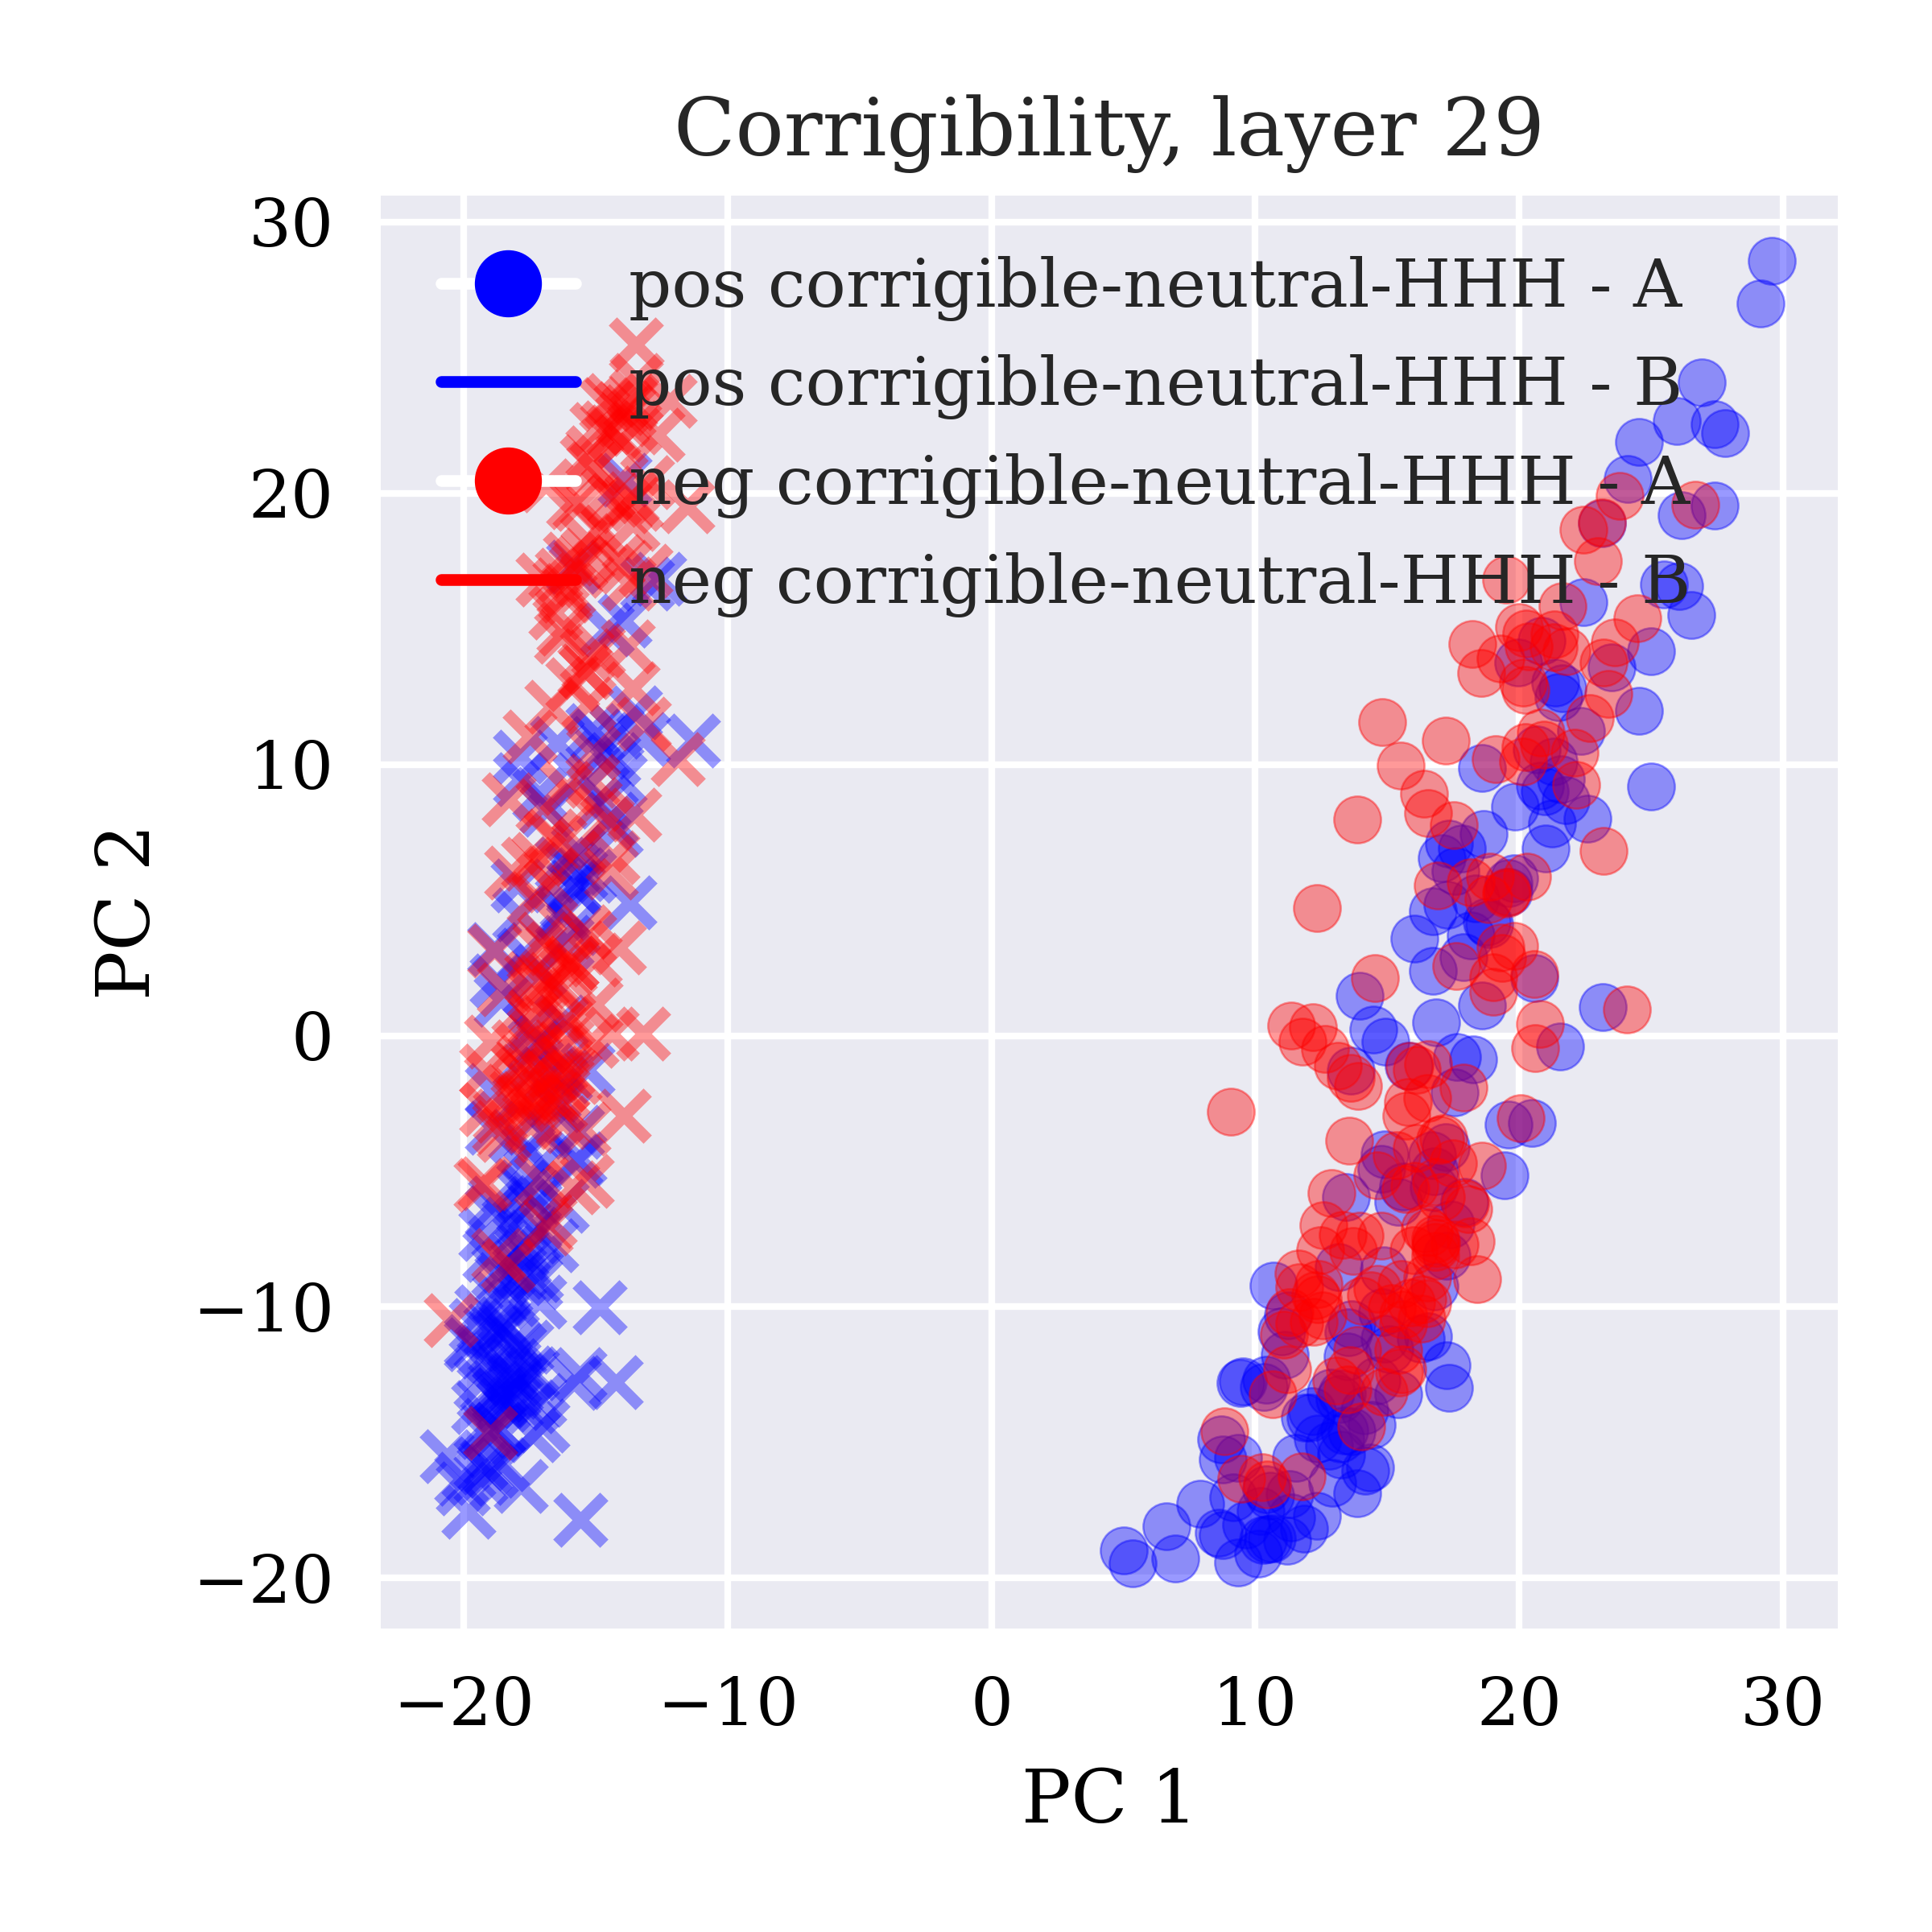 Corrigibility, layer 29
30
20
10
0
−10
−20
PC 2
pos corrigible-neutral-HHH - A
pos corrigible-neutral-HHH - B
neg corrigible-neutral-HHH - A
neg corrigible-neutral-HHH - B
−20 −10 0 10 20 30
PC 1